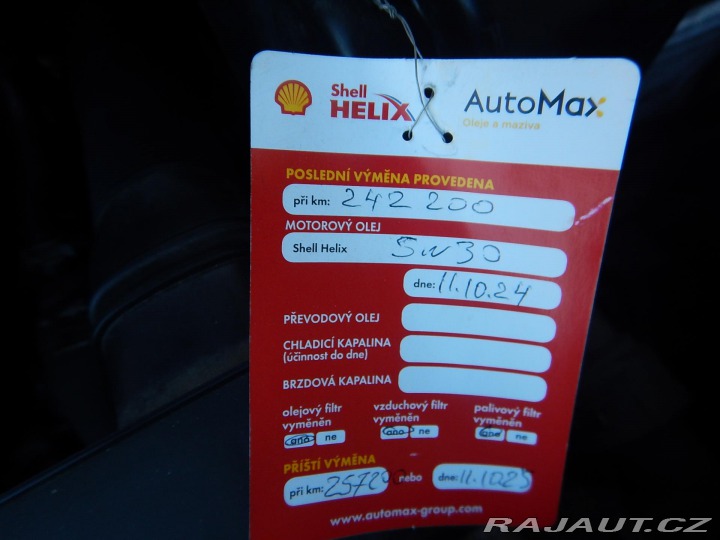 Shell HELIX AutoMax
Oleje a maziva
POSLEDNÍ VÝMĚNA PROVEDENA
při km: 242 200
MOTOROVÝ OLEJ
Shell Helix 5w30
dne: 11.10.24
PŘEVODOVÝ OLEJ
CHLADICÍ KAPALINA
(účinnost do dne)
BRZDOVÁ KAPALINA
olejový filtr vyměněn
ano ne
vzduchový filtr vyměněn
ano ne
palivový filtr vyměněn
ano ne
PŘÍŠTÍ VÝMĚNA
při km: 257200 nebo dne: 11.10.25
www.automax-group.com
RAJAUT.CZ